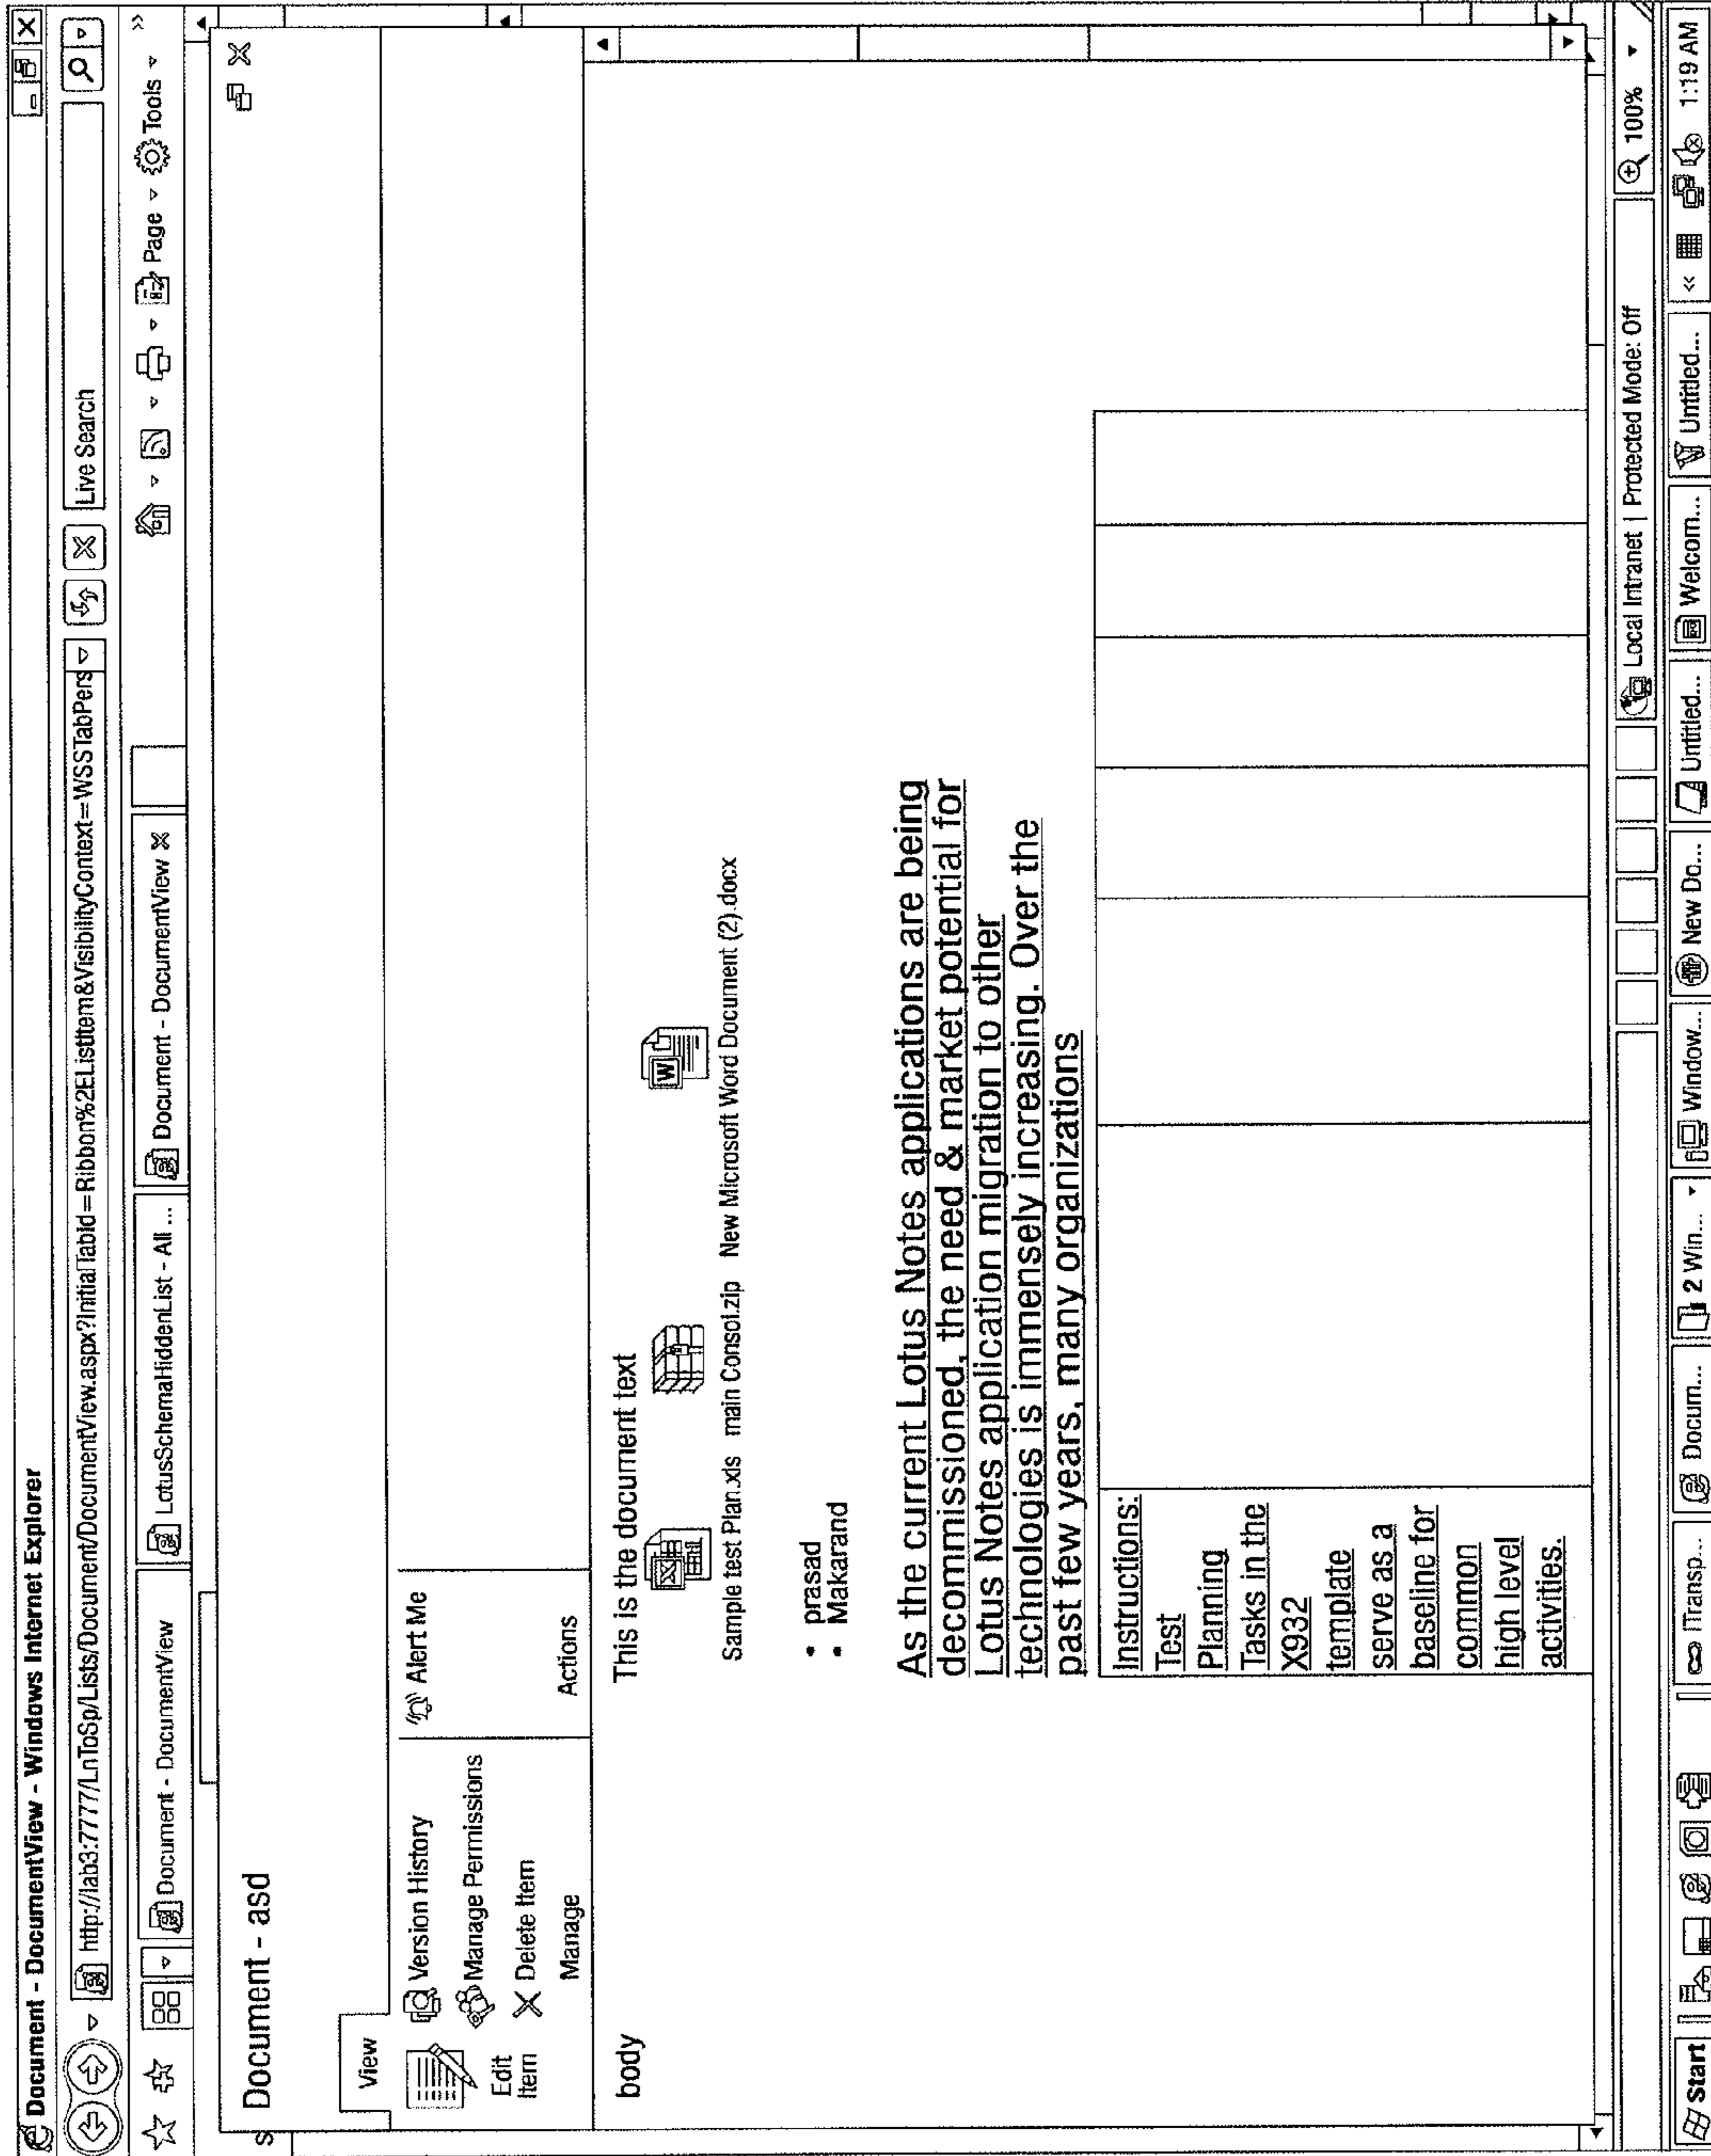 Document - DocumentView - Windows Internet Explorer
http://lab3:7777/LnToSp/Lists/Document/DocumentView.aspx?InitialTabId=Ribbon%2EListItem&VisibilityContext=WSSTabPers
Live Search
Document - DocumentView
LotusSchemaHiddenList - All ...
Document - DocumentView
Page
Tools
s
Document - asd
View
Edit
Item
Version History
Manage Permissions
Delete Item
Manage
Alert Me
Actions
body
This is the document text
Sample test Plan.xls main Consol.zip New Microsoft Word Document (2).docx
• prasad
• Makarand
As the current Lotus Notes applications are being
decommissioned, the need & market potential for
Lotus Notes application migration to other
technologies is immensely increasing. Over the
past few years, many organizations
Instructions:
Test
Planning
Tasks in the
X932
template
serve as a
baseline for
common
high level
activities.
Local Intranet | Protected Mode: Off
100%
Start
ITransp...
Docum...
2 Win...
Window...
New Do...
Untitled...
Welcom...
Untitled...
1:19 AM